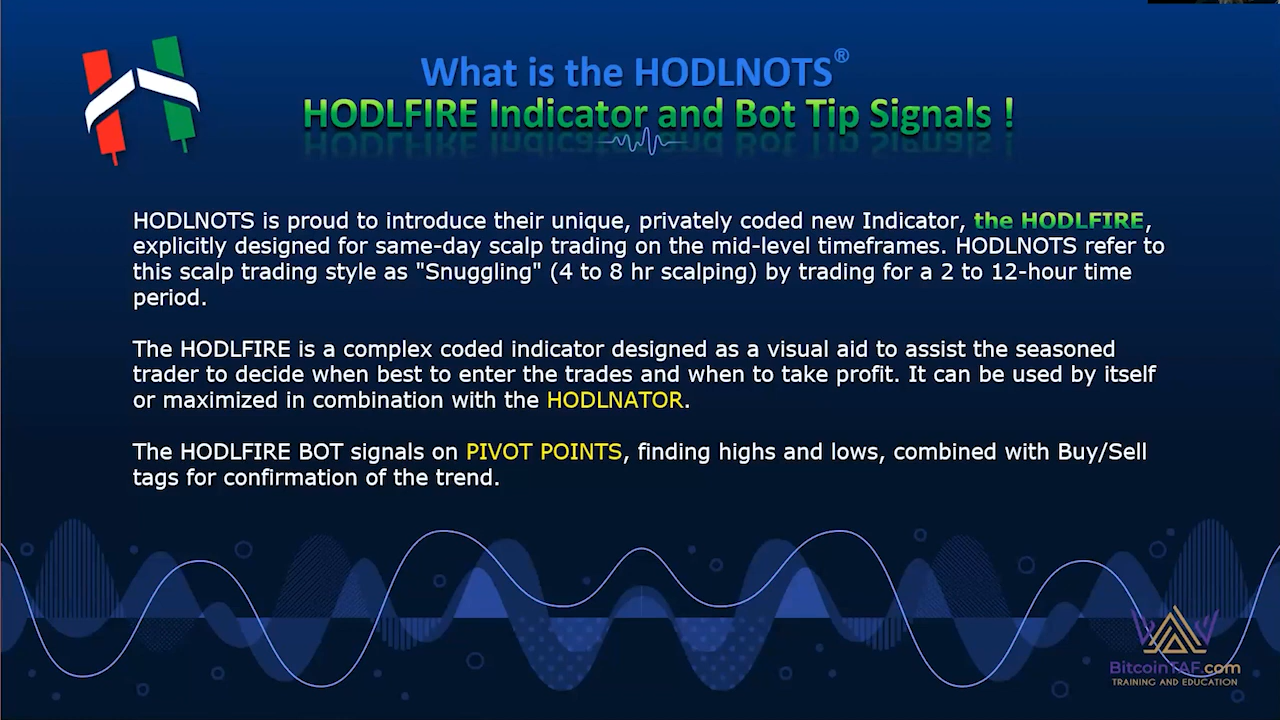 What is the HODLNOTS®
HODLFIRE Indicator and Bot Tip Signals !
HODLNOTS is proud to introduce their unique, privately coded new Indicator, the HODLFIRE,
explicitly designed for same-day scalp trading on the mid-level timeframes. HODLNOTS refer to
this scalp trading style as "Snuggling" (4 to 8 hr scalping) by trading for a 2 to 12-hour time
period.
The HODLFIRE is a complex coded indicator designed as a visual aid to assist the seasoned
trader to decide when best to enter the trades and when to take profit. It can be used by itself
or maximized in combination with the HODLNATOR.
The HODLFIRE BOT signals on PIVOT POINTS, finding highs and lows, combined with Buy/Sell
tags for confirmation of the trend.
BitcoinTAF.com
TRAINING AND EDUCATION